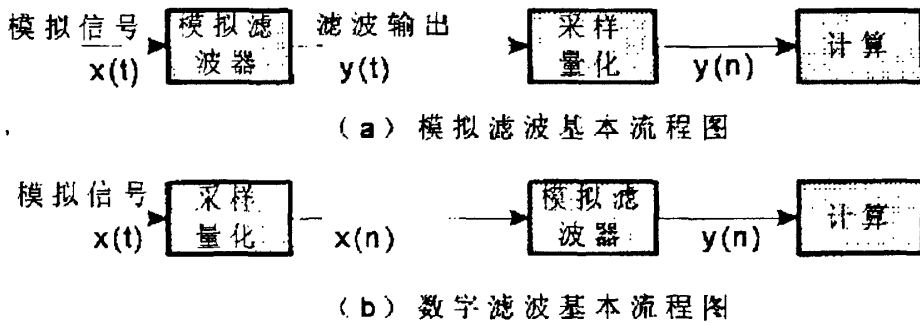 模拟信号 模拟滤波器 滤波输出 采样量化 计算
x(t) y(t) y(n)
(a) 模拟滤波基本流程图
模拟信号 采样量化 模拟滤波器 计算
x(t) x(n) y(n)
(b) 数字滤波基本流程图